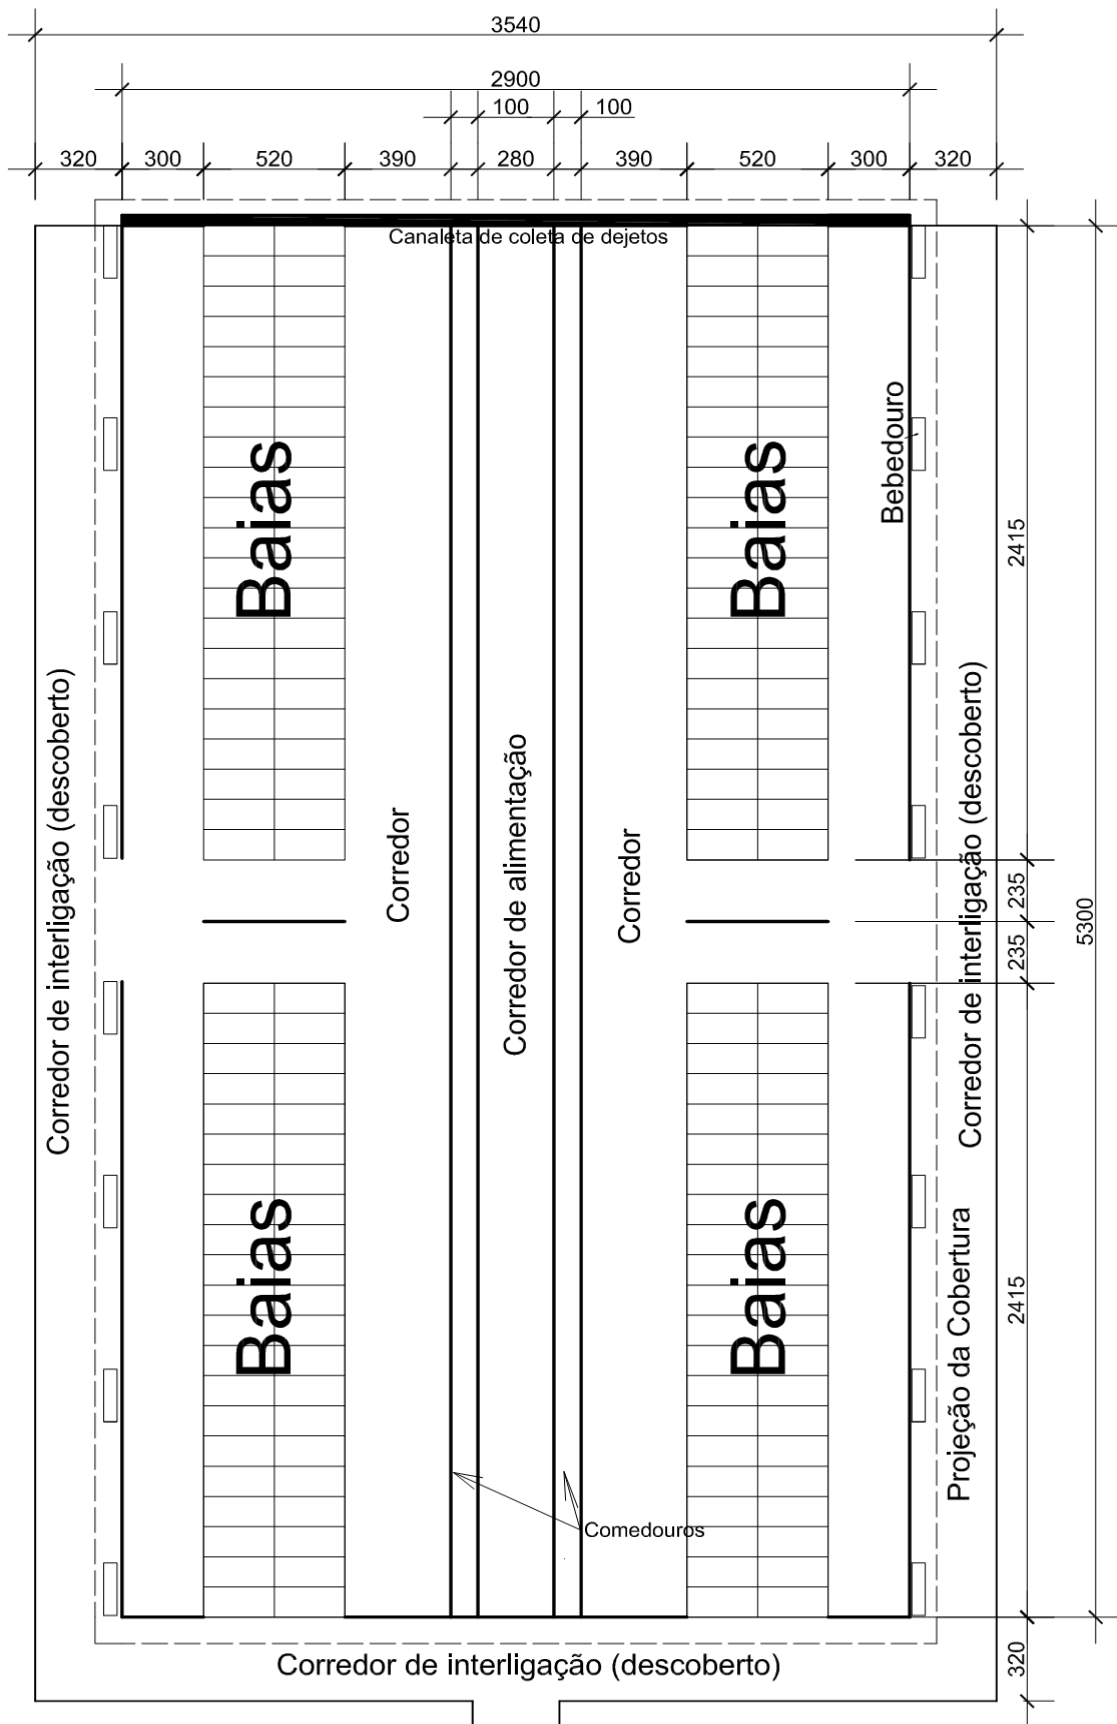 3540
2900
100 100
320 300 520 390 280 390 520 300 320
Canaleta de coleta de dejetos
Baias
Baias
Bebedouro
2415
Corredor de interligação (descoberto)
Corredor
Corredor de alimentação
Corredor
Corredor de interligação (descoberto)
235
235
5300
Baias
Baias
Projeção da Cobertura
2415
Comedouros
Corredor de interligação (descoberto)
320